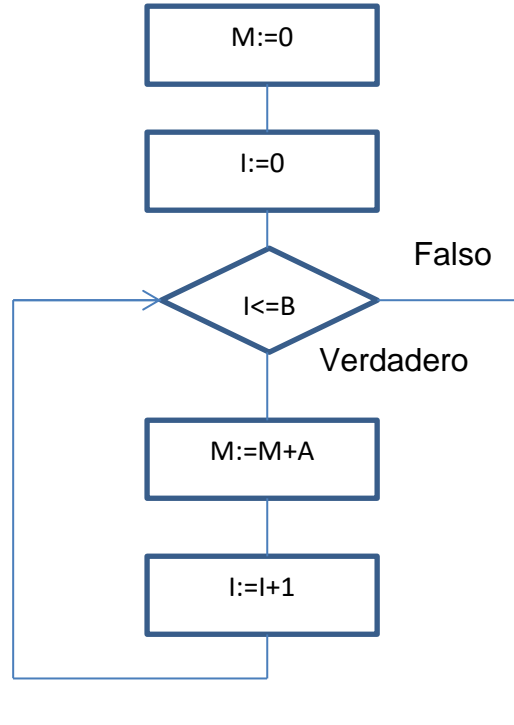 M:=0
I:=0
Falso
I<=B
Verdadero
M:=M+A
I:=I+1